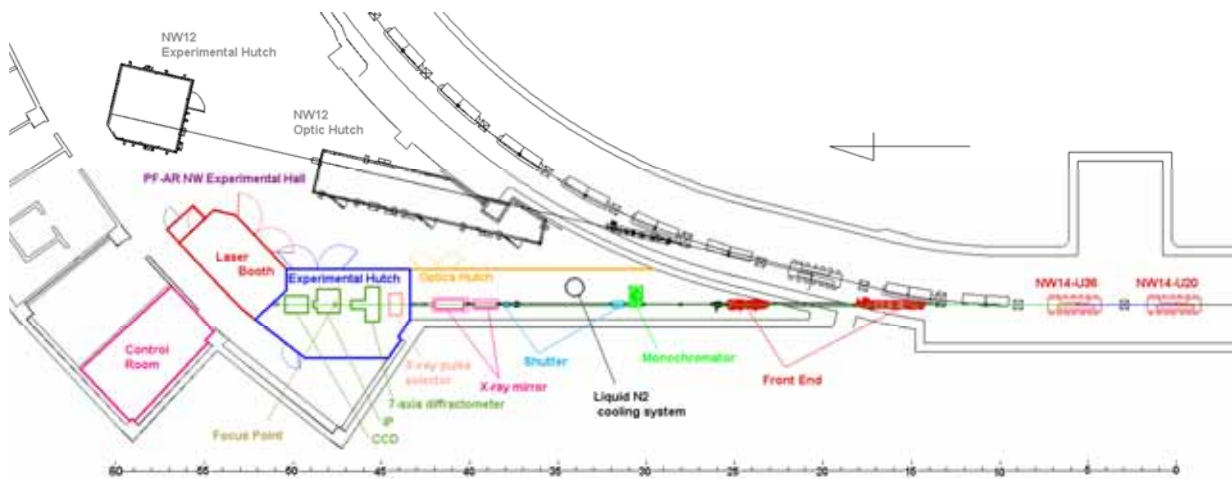 NW12
Experimental Hutch
NW12
Optic Hutch
PF-AR NW Experimental Hall
Laser
Booth
Experimental Hutch
Optics Hutch
NW14-U36
NW14-U20
Control
Room
X-ray pulse
selector
Shutter
Monochromator
X-ray mirror
Front End
Liquid N2
cooling system
7-axis diffractometer
IP
CCD
Focus Point
60 55 50 45 40 35 30 25 20 15 10 5 0